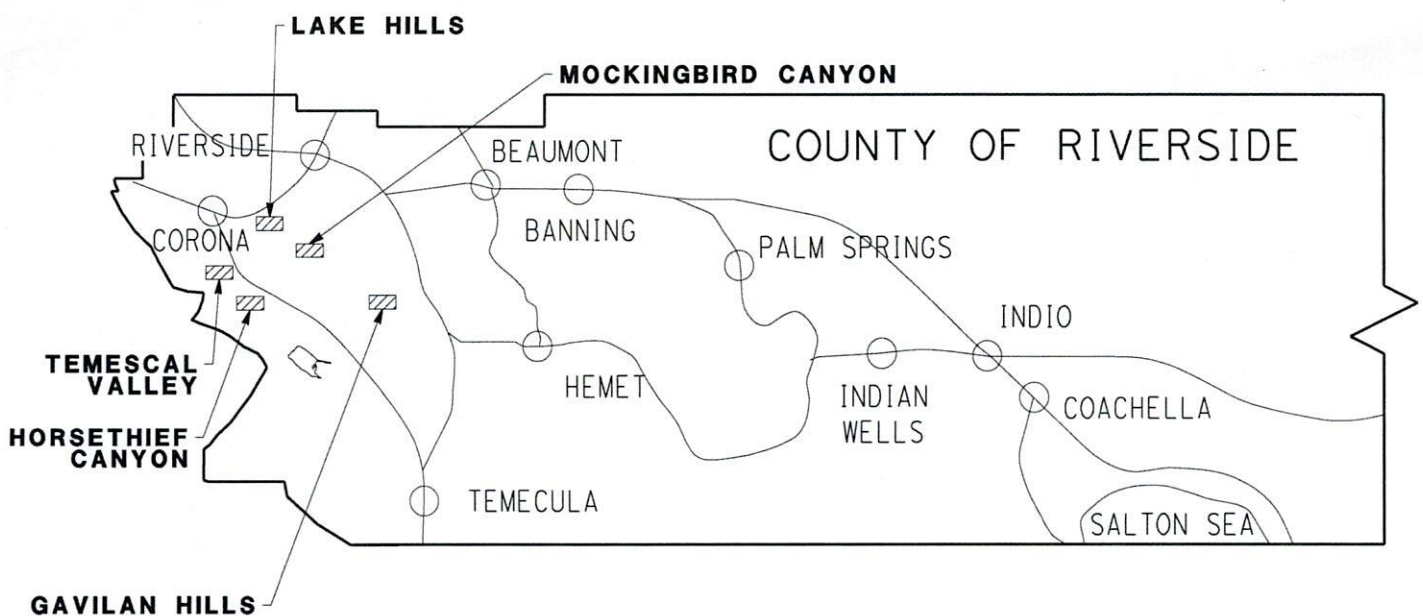 LAKE HILLS
MOCKINGBIRD CANYON
COUNTY OF RIVERSIDE
RIVERSIDE
BEAUMONT
BANNING
CORONA
PALM SPRINGS
INDIO
TEMESCAL
VALLEY
HEMET
INDIAN
WELLS
COACHELLA
HORSETHIEF
CANYON
TEMECULA
SALTON SEA
GAVILAN HILLS